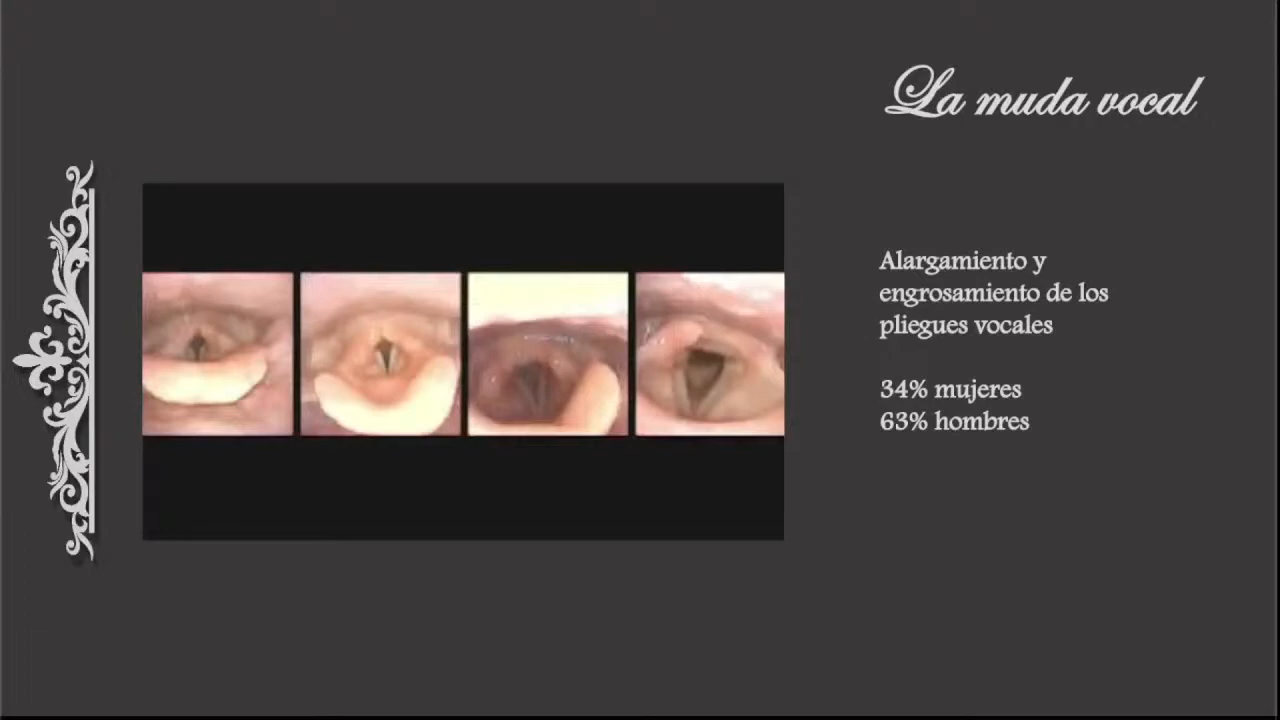 La muda vocal
Alargamiento y
engrosamiento de los
pliegues vocales
34% mujeres
63% hombres